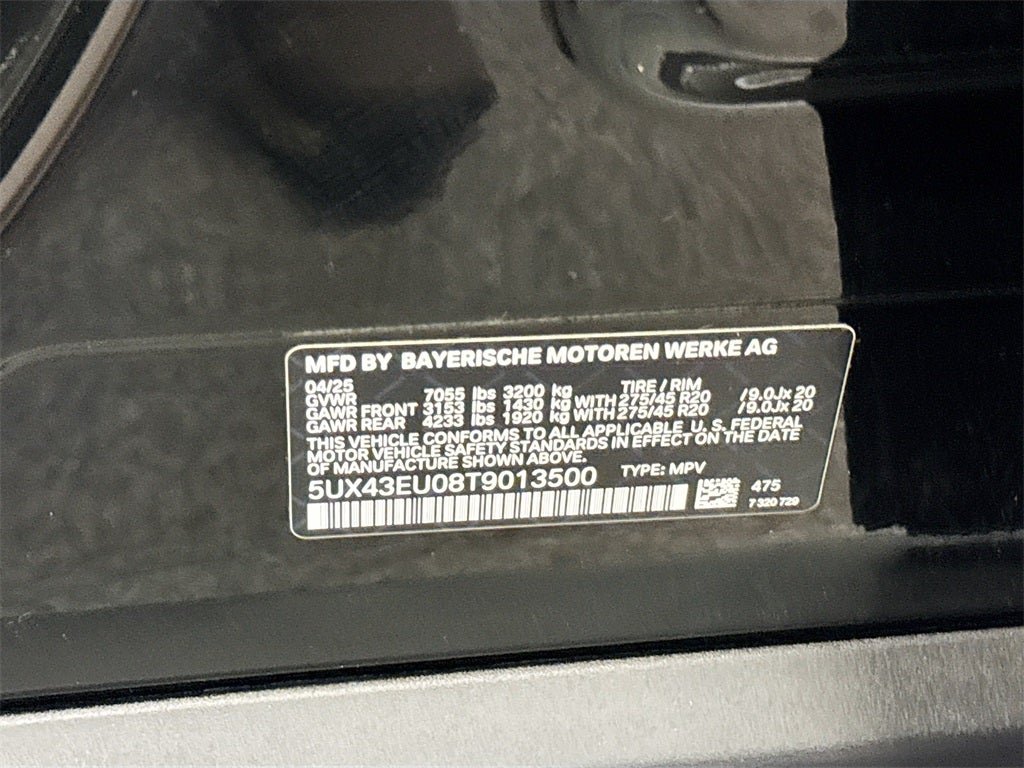 MFD BY BAYERISCHE MOTOREN WERKE AG
04/25 TIRE / RIM
GVWR 7055 lbs 3200 kg
GAWR FRONT 3153 lbs 1430 kg WITH 275/45 R20 / 9.0Jx 20
GAWR REAR 4233 lbs 1920 kg WITH 275/45 R20 / 9.0Jx 20
THIS VEHICLE CONFORMS TO ALL APPLICABLE U. S. FEDERAL
MOTOR VEHICLE SAFETY STANDARDS IN EFFECT ON THE DATE
OF MANUFACTURE SHOWN ABOVE.
5UX43EU08T9013500 TYPE: MPV
475
7 320 729